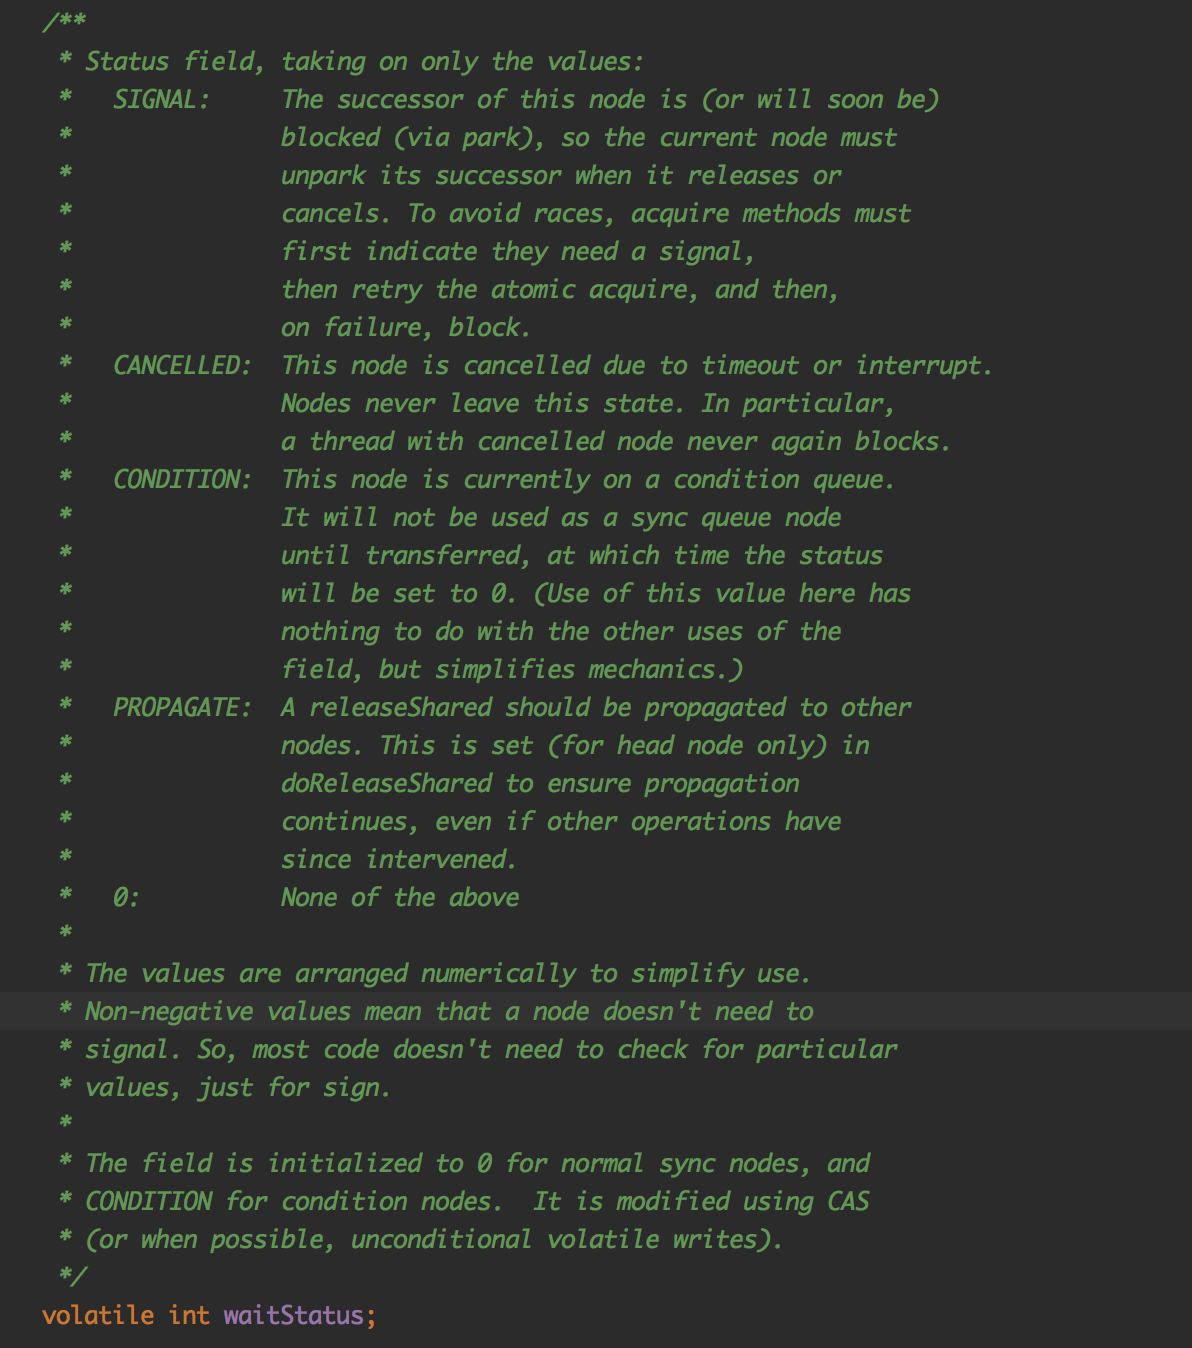 /**
 * Status field, taking on only the values:
 *   SIGNAL:     The successor of this node is (or will soon be)
 *               blocked (via park), so the current node must
 *               unpark its successor when it releases or
 *               cancels. To avoid races, acquire methods must
 *               first indicate they need a signal,
 *               then retry the atomic acquire, and then,
 *               on failure, block.
 *   CANCELLED:  This node is cancelled due to timeout or interrupt.
 *               Nodes never leave this state. In particular,
 *               a thread with cancelled node never again blocks.
 *   CONDITION:  This node is currently on a condition queue.
 *               It will not be used as a sync queue node
 *               until transferred, at which time the status
 *               will be set to 0. (Use of this value here has
 *               nothing to do with the other uses of the
 *               field, but simplifies mechanics.)
 *   PROPAGATE:  A releaseShared should be propagated to other
 *               nodes. This is set (for head node only) in
 *               doReleaseShared to ensure propagation
 *               continues, even if other operations have
 *               since intervened.
 *   0:          None of the above
 *
 * The values are arranged numerically to simplify use.
 * Non-negative values mean that a node doesn't need to
 * signal. So, most code doesn't need to check for particular
 * values, just for sign.
 *
 * The field is initialized to 0 for normal sync nodes, and
 * CONDITION for condition nodes.  It is modified using CAS
 * (or when possible, unconditional volatile writes).
 */
volatile int waitStatus;